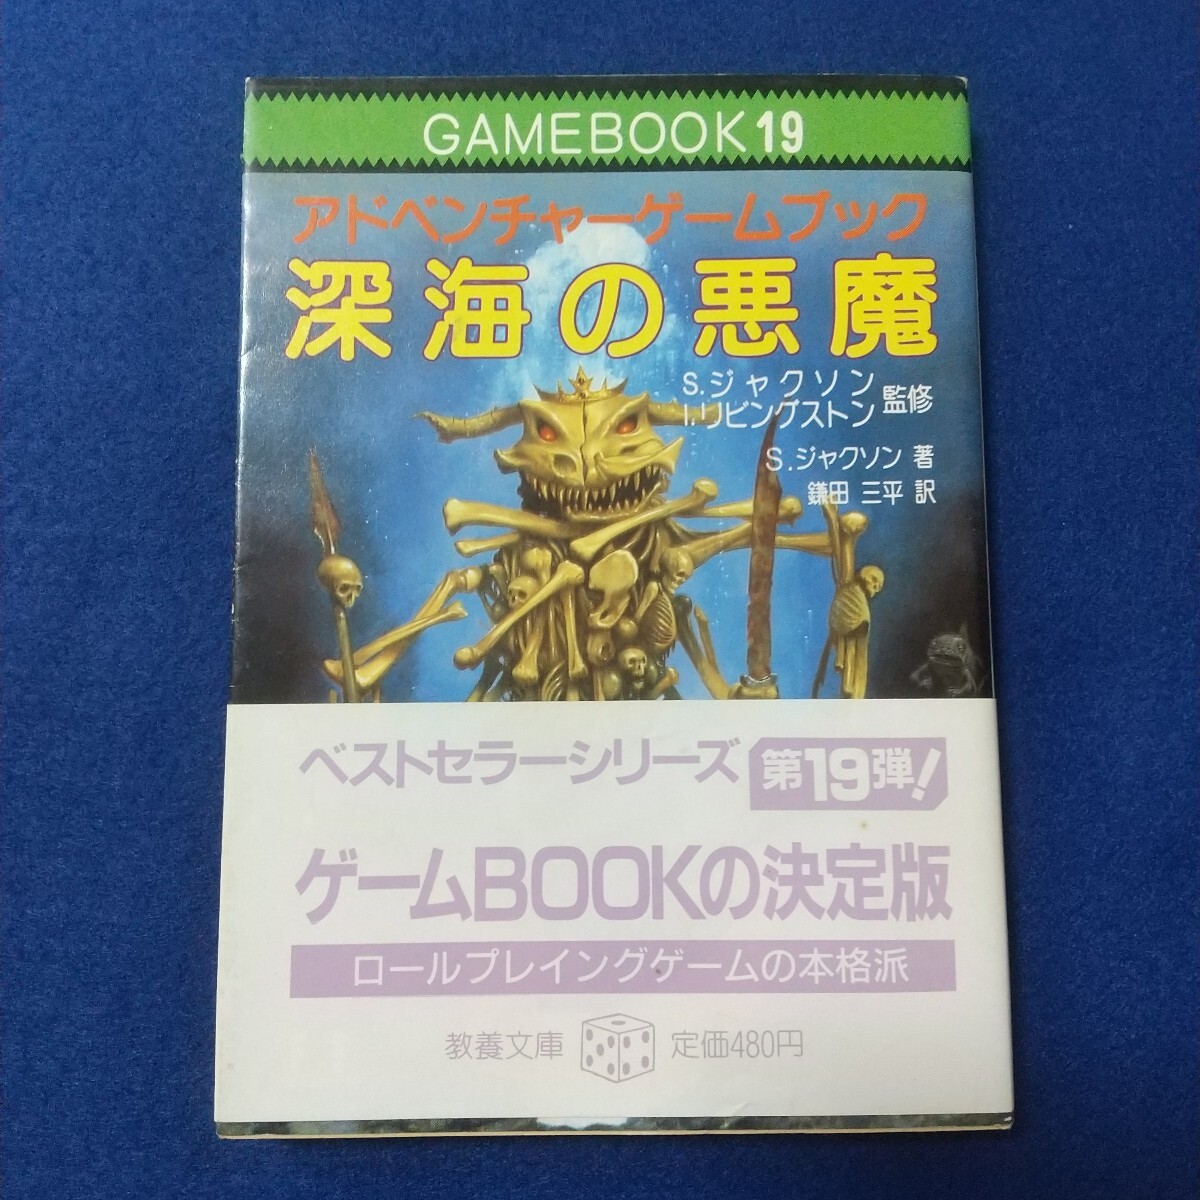 GAMEBOOK19
アドベンチャーゲームブック
深海の悪魔
S.ジャクソン
I.リビングストン 監修
S.ジャクソン 著
鎌田 三平 訳
ベストセラーシリーズ 第19弾!
ゲームBOOKの決定版
ロールプレイングゲームの本格派
教養文庫 定価480円